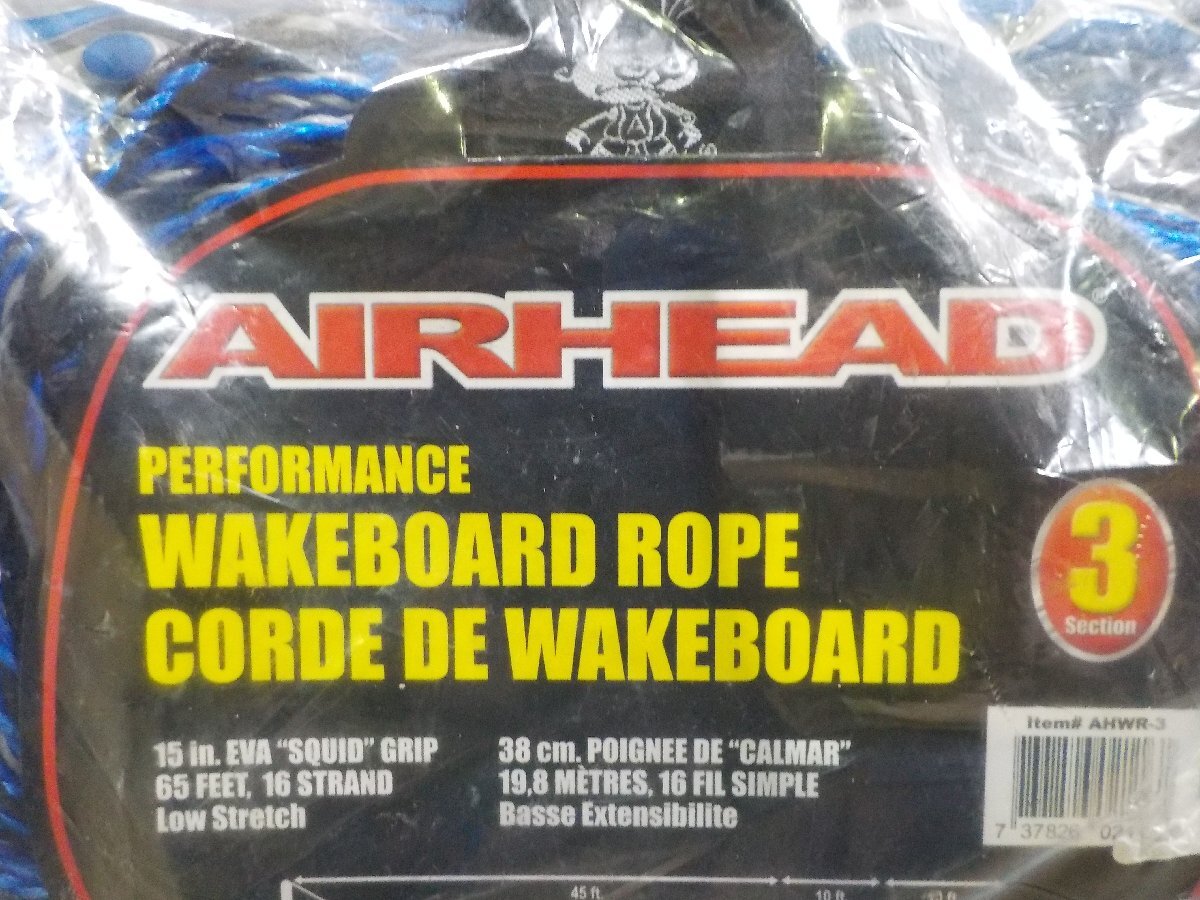 AIRHEAD
PERFORMANCE
WAKEBOARD ROPE
CORDE DE WAKEBOARD
3
Section
15 in. EVA "SQUID" GRIP
65 FEET, 16 STRAND
Low Stretch
38 cm. POIGNEE DE "CALMAR"
19,8 MÈTRES, 16 FIL SIMPLE
Basse Extensibilite
Item# AHWR-3
7 37826
45 ft.
10 ft.